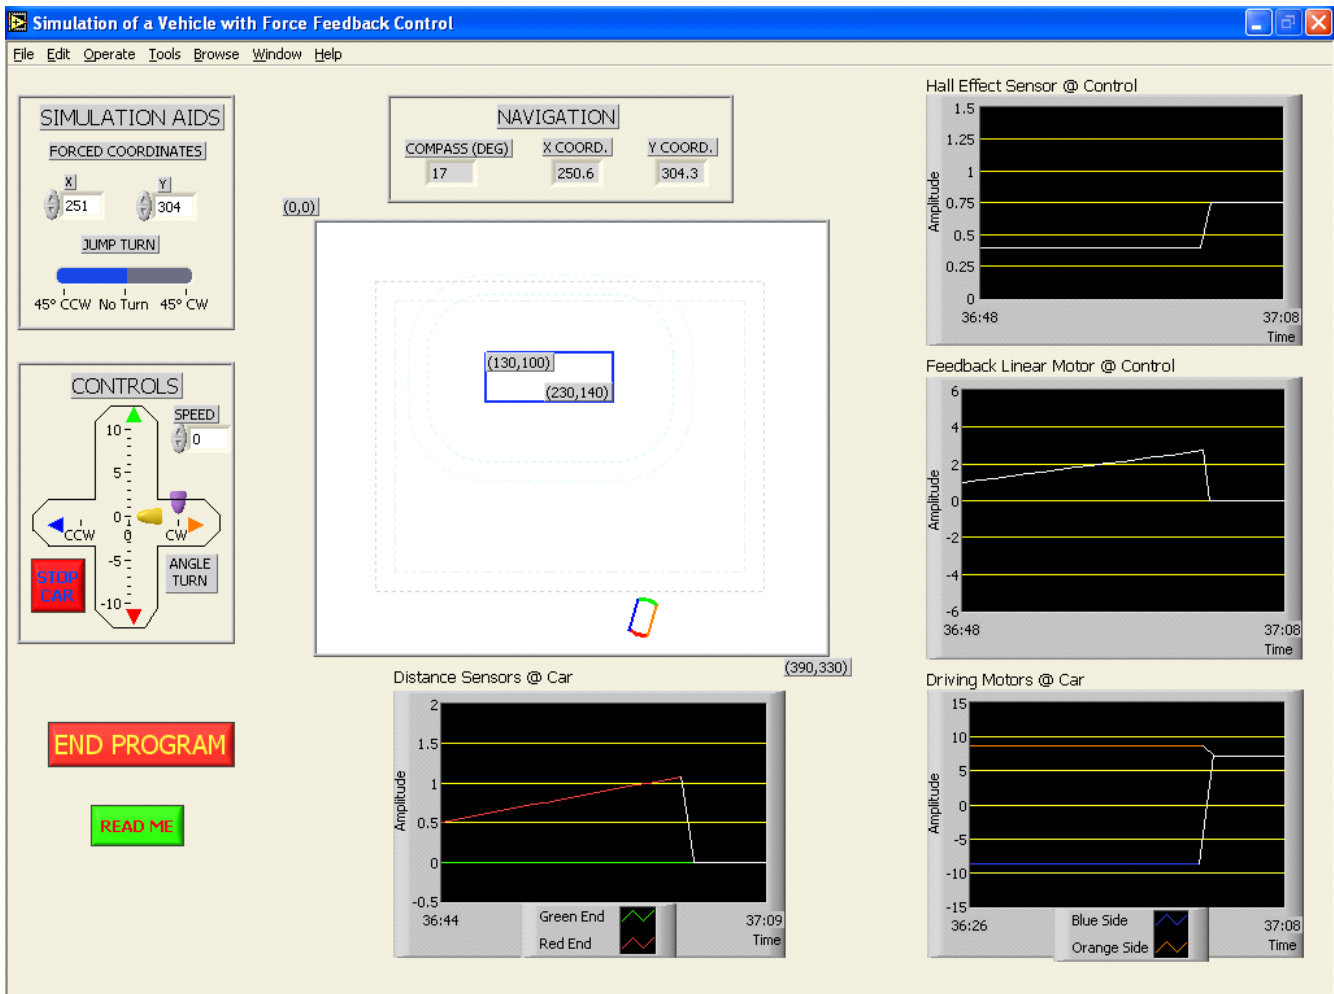 Simulation of a Vehicle with Force Feedback Control
File Edit Operate Tools Browse Window Help
SIMULATION AIDS
FORCED COORDINATES
X Y
251 304
JUMP TURN
45° CCW No Turn 45° CW
CONTROLS
SPEED
0
10
5
0
-5
-10
CCW 0 CW
STOP
CAR
ANGLE
TURN
END PROGRAM
READ ME
NAVIGATION
COMPASS (DEG) X COORD. Y COORD.
17 250.6 304.3
(0,0)
(130,100)
(230,140)
(390,330)
Distance Sensors @ Car
Amplitude
2
1.5
1
0.5
0
-0.5
36:44 37:09
Time
Green End
Red End
Hall Effect Sensor @ Control
Amplitude
1.5
1.25
1
0.75
0.5
0.25
0
36:48 37:08
Time
Feedback Linear Motor @ Control
Amplitude
6
4
2
0
-2
-4
-6
36:48 37:08
Time
Driving Motors @ Car
Amplitude
15
10
5
0
-5
-10
-15
36:26 37:08
Time
Blue Side
Orange Side